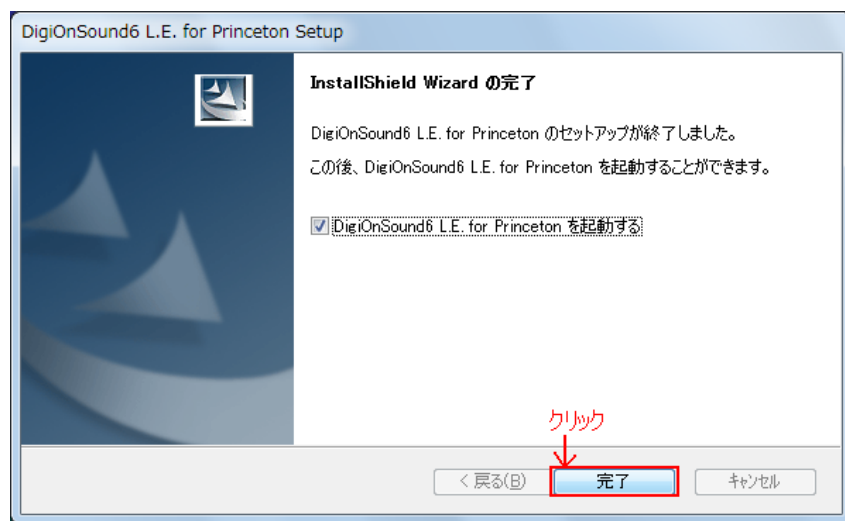 DigiOnSound6 L.E. for Princeton Setup
InstallShield Wizard の完了
DigiOnSound6 L.E. for Princeton のセットアップが終了しました。
この後、DigiOnSound6 L.E. for Princeton を起動することができます。
DigiOnSound6 L.E. for Princeton を起動する
クリック
< 戻る(B)
完了
キャンセル